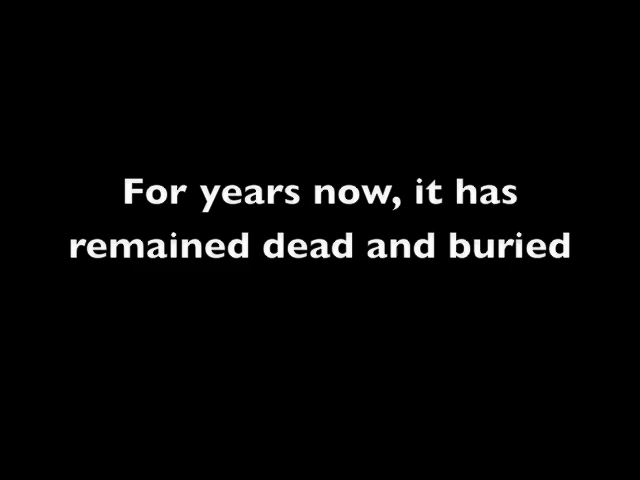 For years now, it has
remained dead and buried